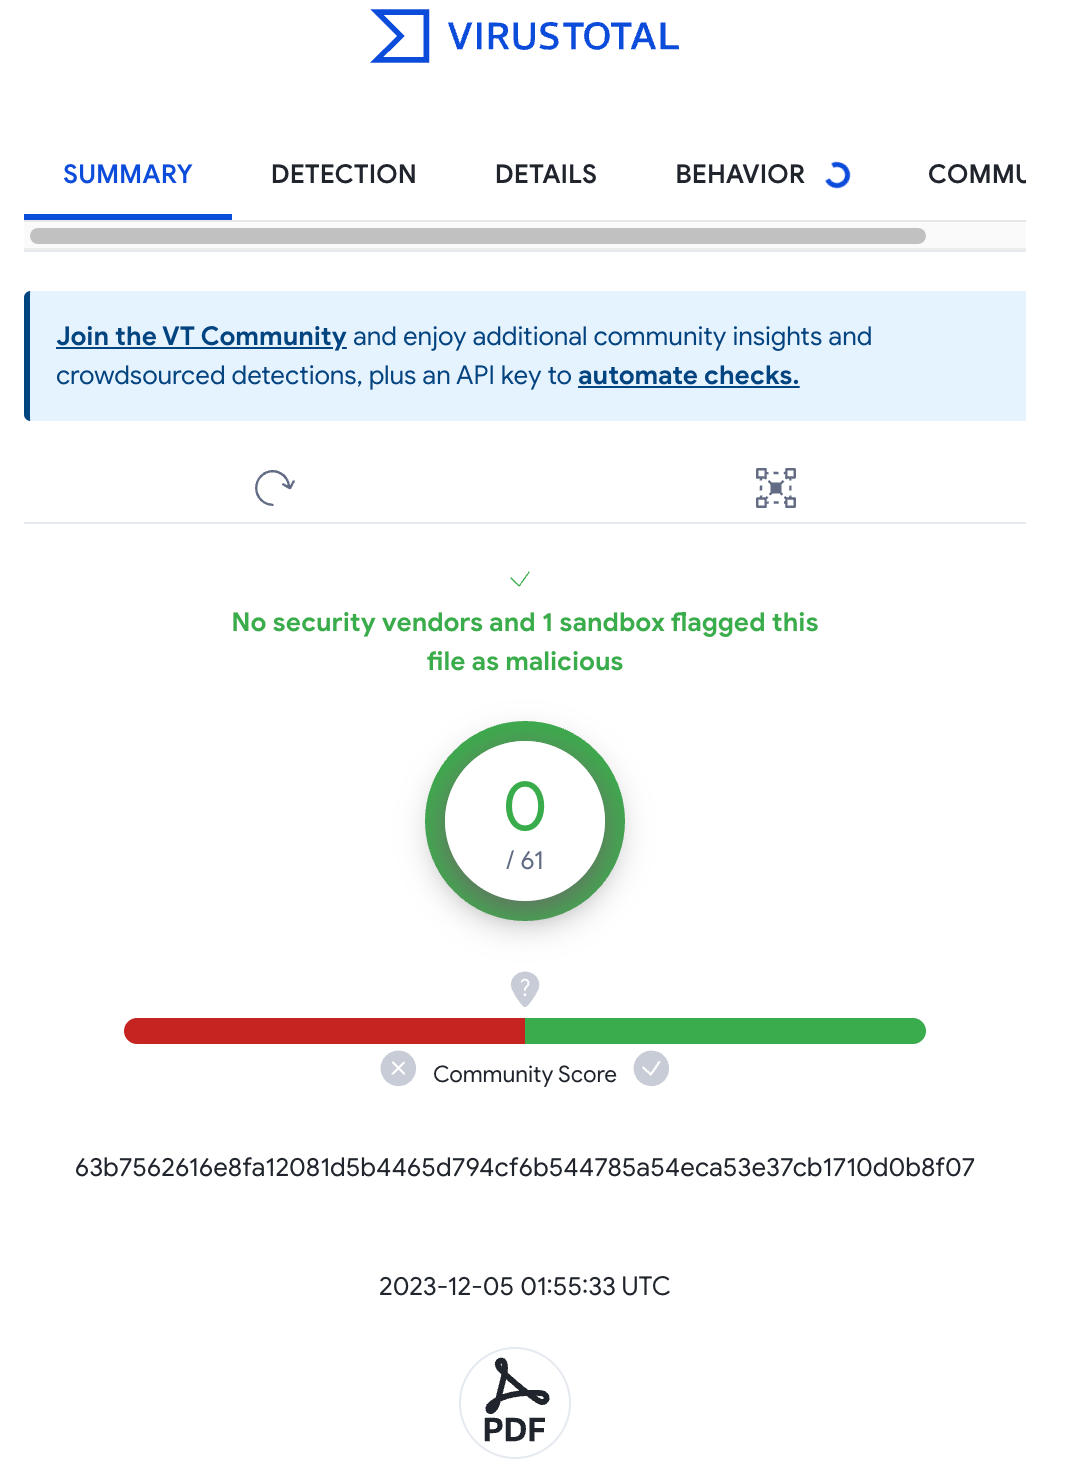 VIRUSTOTAL
SUMMARY DETECTION DETAILS BEHAVIOR COMMU
Join the VT Community and enjoy additional community insights and
crowdsourced detections, plus an API key to automate checks.
No security vendors and 1 sandbox flagged this
file as malicious
0
/ 61
?
Community Score
63b7562616e8fa12081d5b4465d794cf6b544785a54eca53e37cb1710d0b8f07
2023-12-05 01:55:33 UTC
PDF